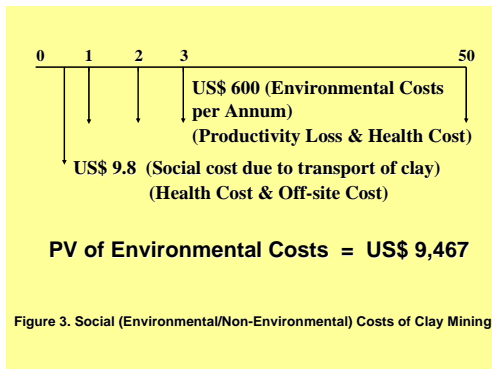 0 1 2 3 50
US$ 600 (Environmental Costs
per Annum)
(Productivity Loss & Health Cost)
US$ 9.8 (Social cost due to transport of clay)
(Health Cost & Off-site Cost)
PV of Environmental Costs = US$ 9,467
Figure 3. Social (Environmental/Non-Environmental) Costs of Clay Mining